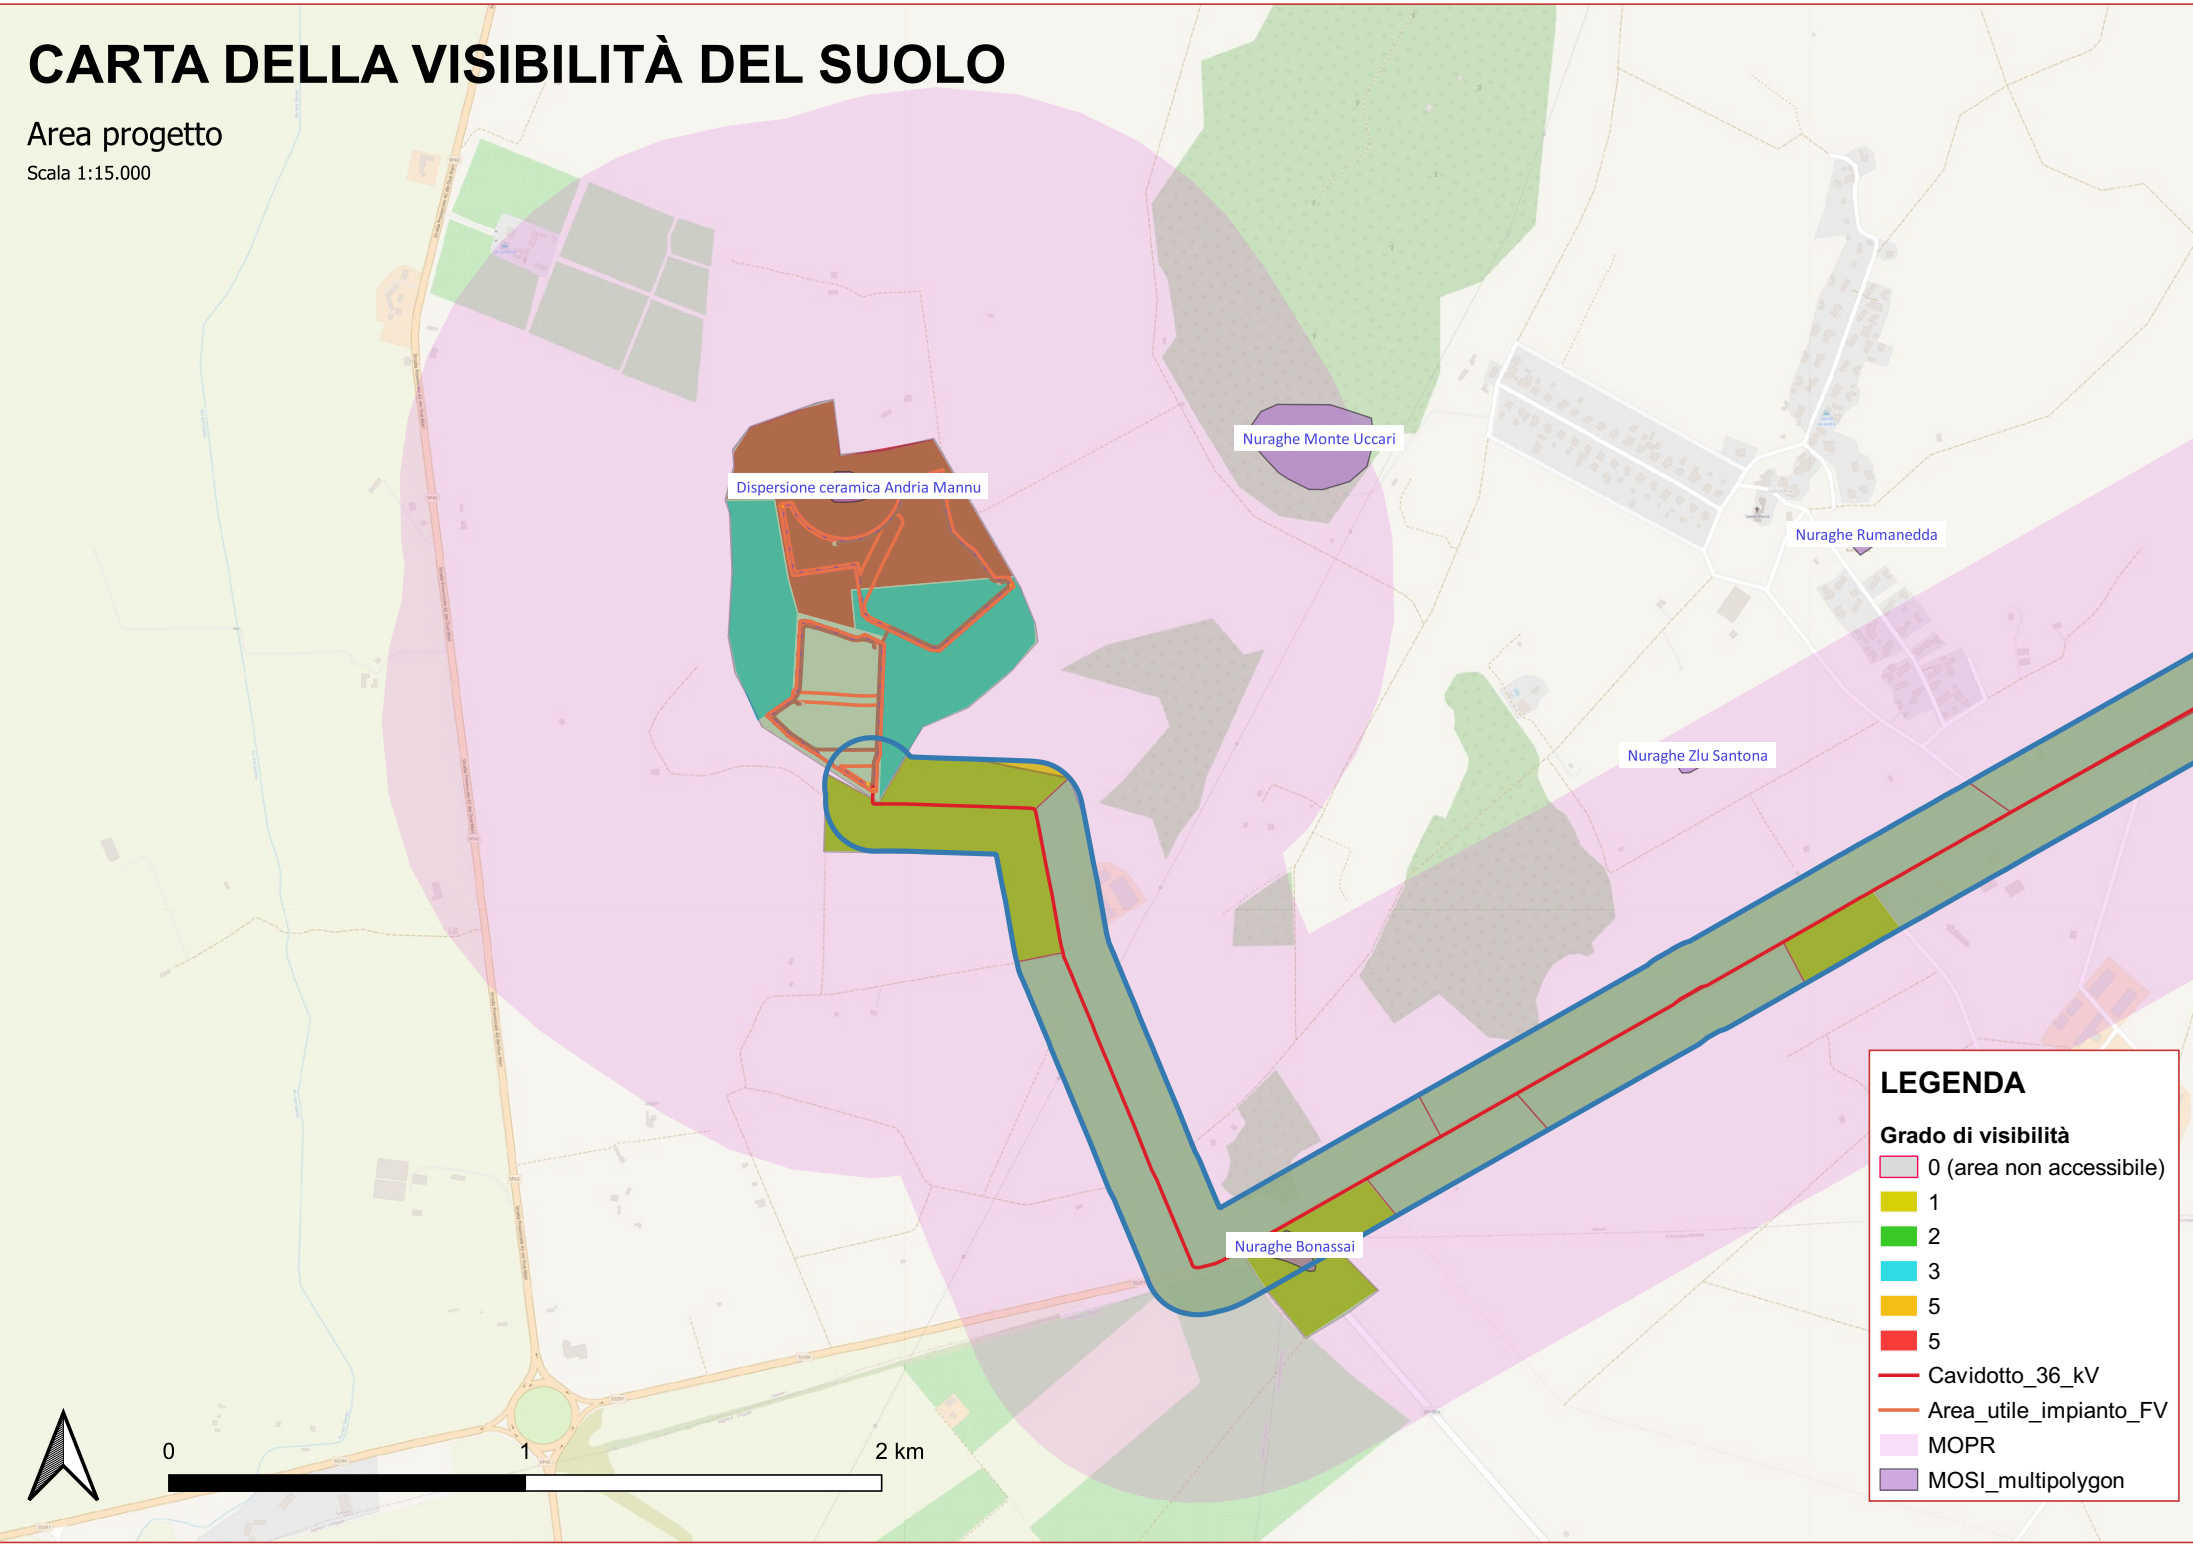 CARTA DELLA VISIBILITÀ DEL SUOLO
Area progetto
Scala 1:15.000
Nuraghe Monte Uccari
Dispersione ceramica Andria Mannu
Nuraghe Rumanedda
Nuraghe Zlu Santona
Nuraghe Bonassai
LEGENDA
Grado di visibilità
0 (area non accessibile)
1
2
3
5
5
Cavidotto_36_kV
Area_utile_impianto_FV
MOPR
MOSI_multipolygon
0 1 2 km